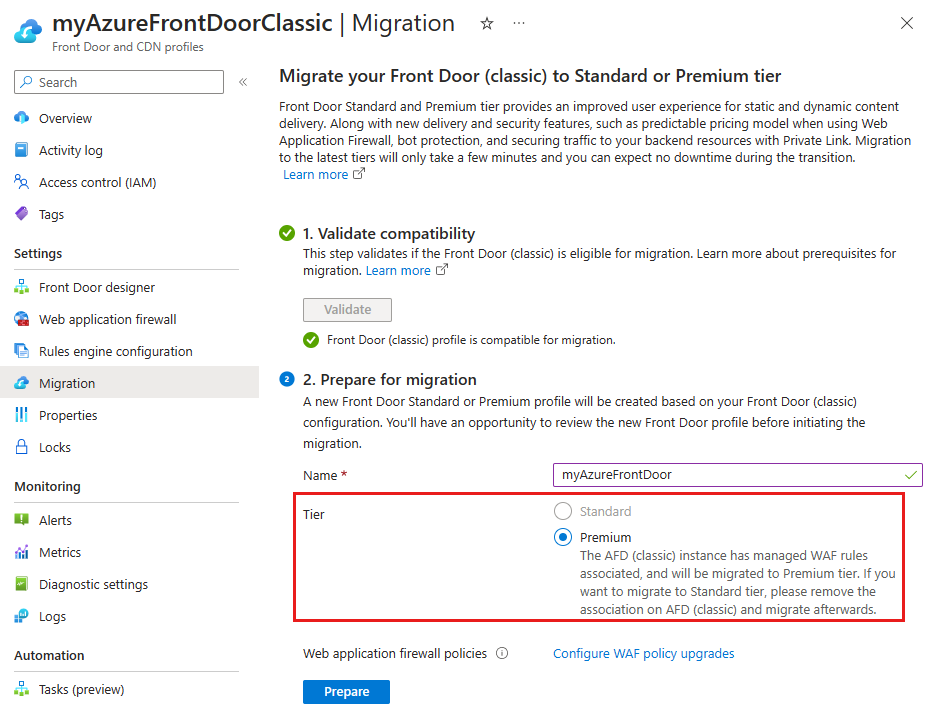 myAzureFrontDoorClassic | Migration ☆ ···
Front Door and CDN profiles
Search
«
Overview
Activity log
Access control (IAM)
Tags
Settings
Front Door designer
Web application firewall
Rules engine configuration
Migration
Properties
Locks
Monitoring
Alerts
Metrics
Diagnostic settings
Logs
Automation
Tasks (preview)
Migrate your Front Door (classic) to Standard or Premium tier
Front Door Standard and Premium tier provides an improved user experience for static and dynamic content
delivery. Along with new delivery and security features, such as predictable pricing model when using Web
Application Firewall, bot protection, and securing traffic to your backend resources with Private Link. Migration
to the latest tiers will only take a few minutes and you can expect no downtime during the transition.
Learn more
1. Validate compatibility
This step validates if the Front Door (classic) is eligible for migration. Learn more about prerequisites for
migration. Learn more
Validate
Front Door (classic) profile is compatible for migration.
2
2. Prepare for migration
A new Front Door Standard or Premium profile will be created based on your Front Door (classic)
configuration. You'll have an opportunity to review the new Front Door profile before initiating the
migration.
Name *
myAzureFrontDoor
Tier
Standard
Premium
The AFD (classic) instance has managed WAF rules
associated, and will be migrated to Premium tier. If you
want to migrate to Standard tier, please remove the
association on AFD (classic) and migrate afterwards.
Web application firewall policies
Configure WAF policy upgrades
Prepare